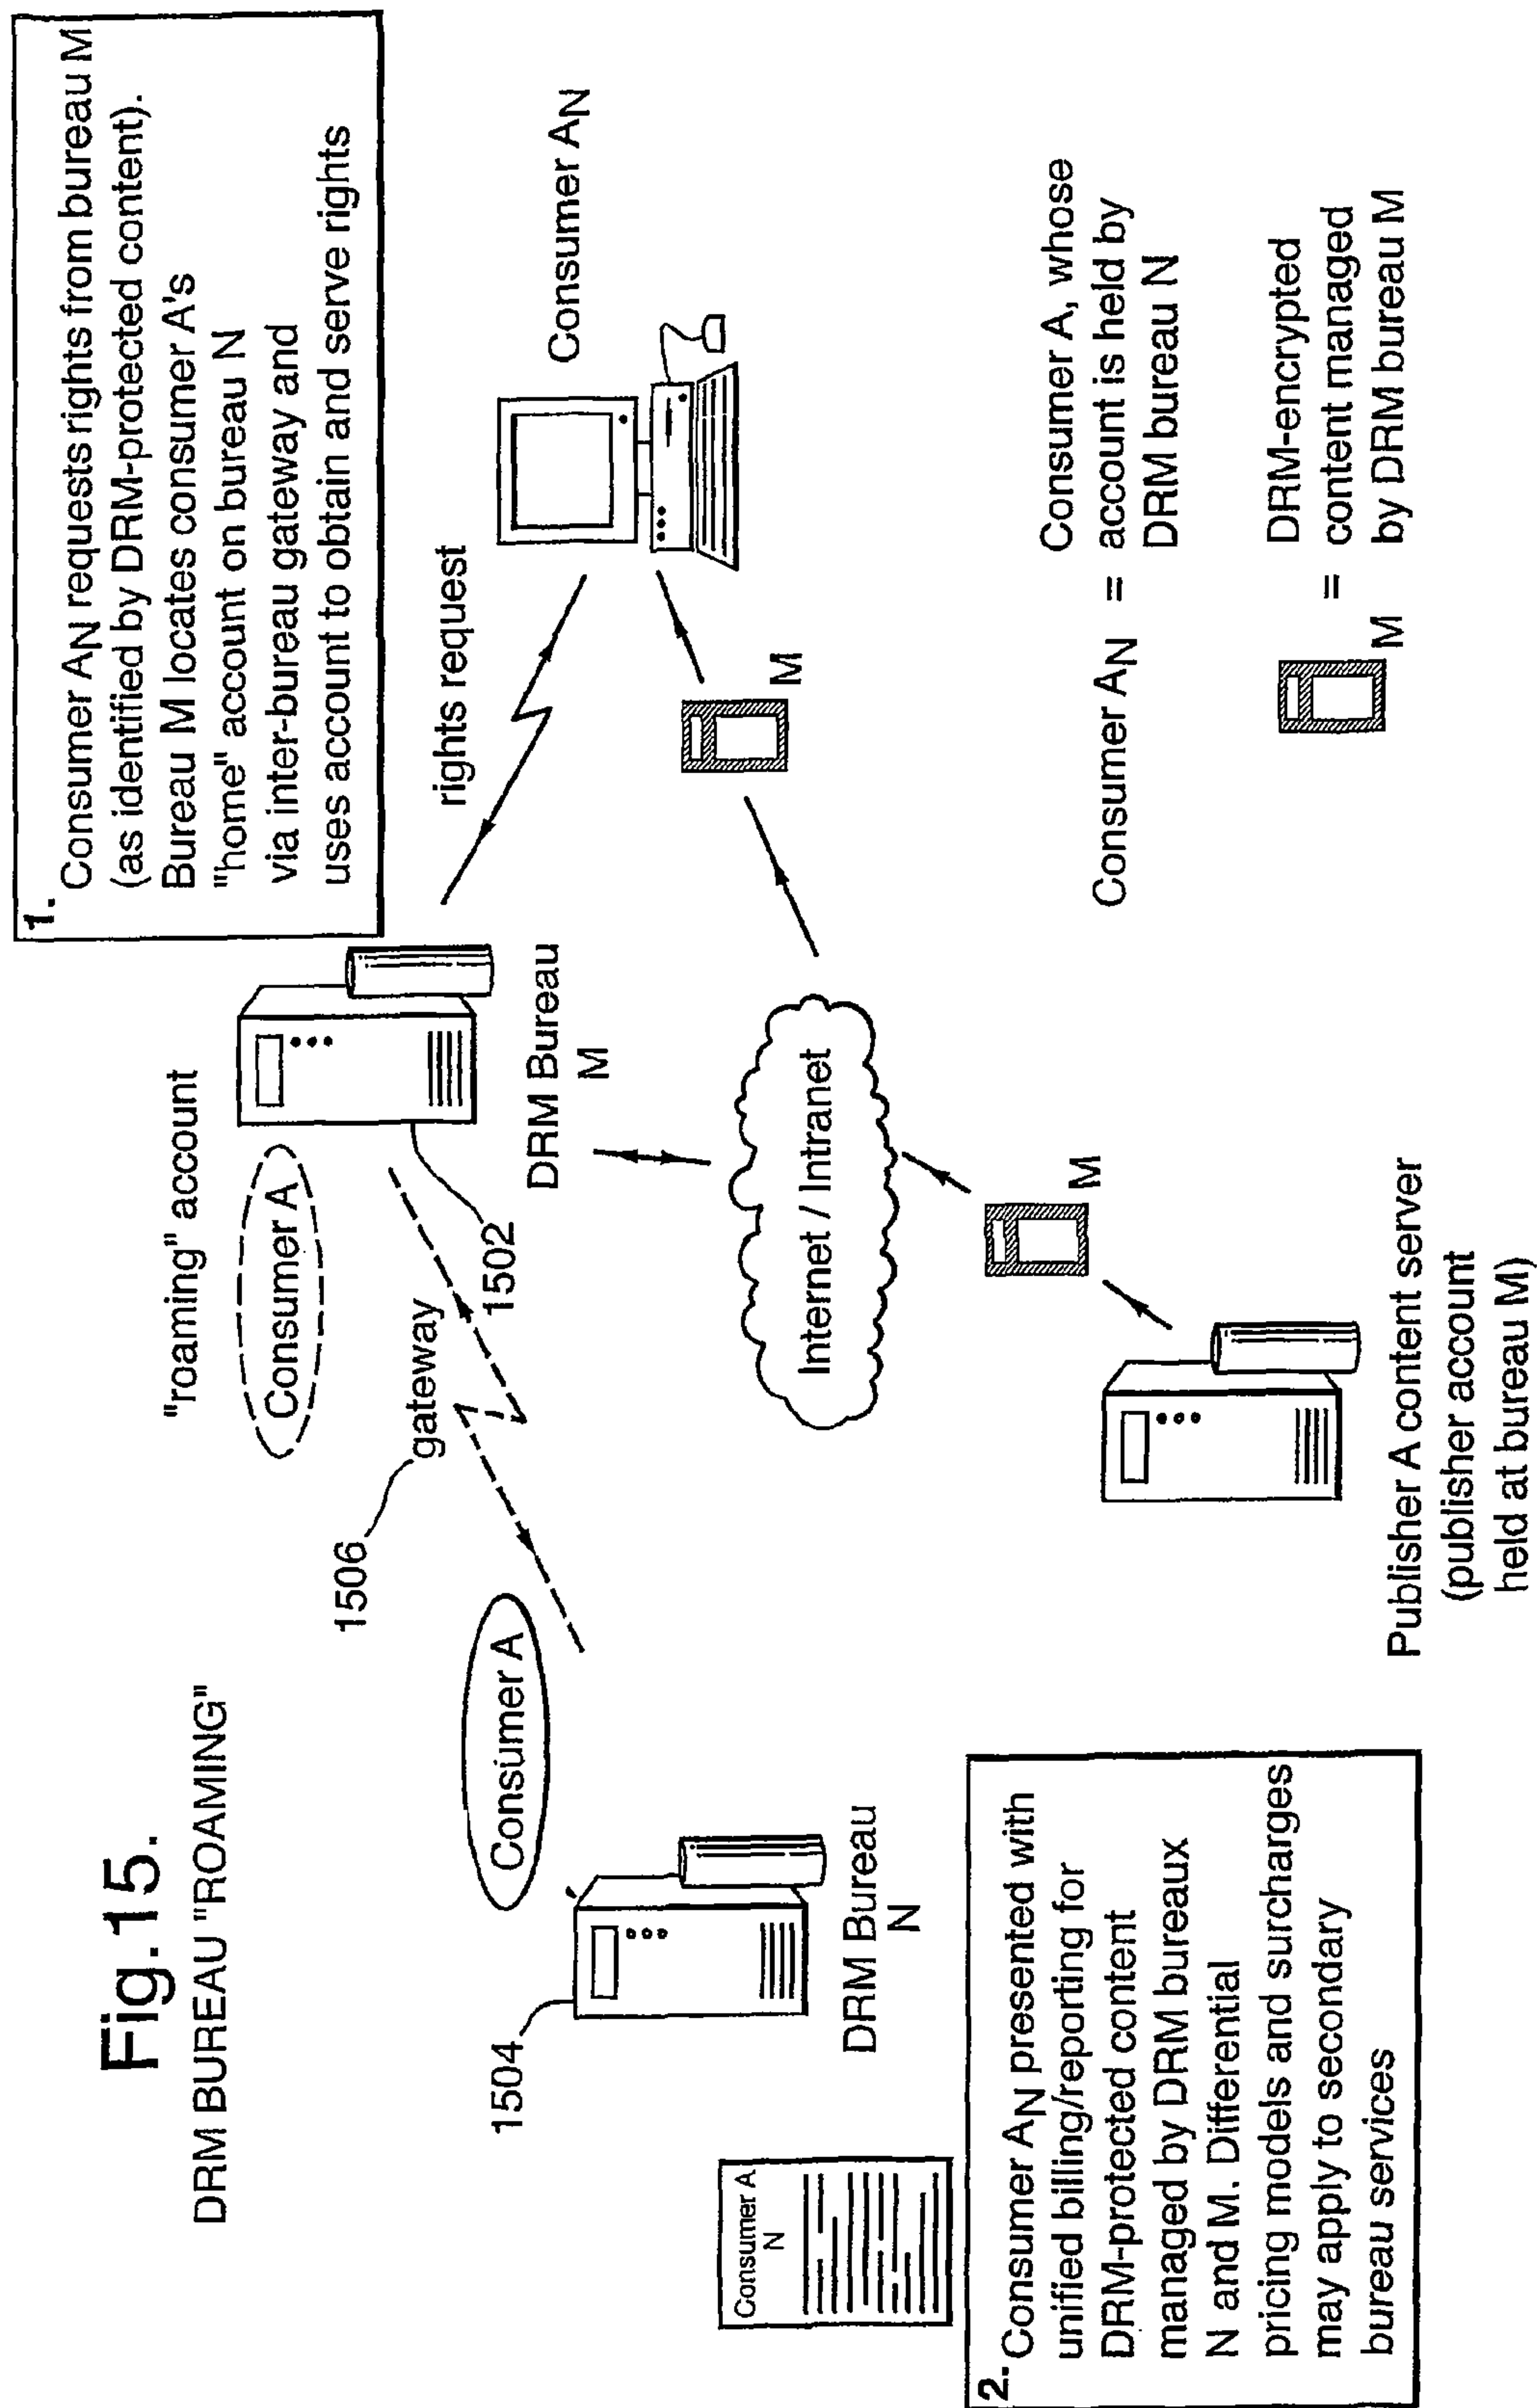 Fig.15.
DRM BUREAU "ROAMING"
1.
Consumer AN requests rights from bureau M
(as identified by DRM-protected content).
Bureau M locates consumer A's
"home" account on bureau N
via inter-bureau gateway and
uses account to obtain and serve rights
"roaming" account
Consumer A
1506
gateway
1502
DRM Bureau
M
rights request
Consumer AN
Consumer A
1504
DRM Bureau
N
Internet / Intranet
M
M
Consumer A
N
2. Consumer AN presented with
unified billing/reporting for
DRM-protected content
managed by DRM bureaux
N and M. Differential
pricing models and surcharges
may apply to secondary
bureau services
Publisher A content server
(publisher account
held at bureau M)
Consumer AN =
Consumer A, whose
account is held by
DRM bureau N
M =
DRM-encrypted
content managed
by DRM bureau M